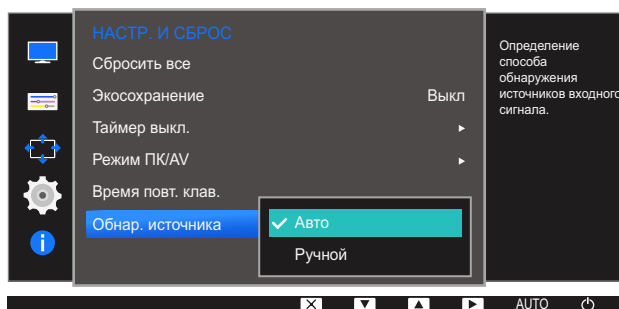 НАСТР. И СБРОС
Сбросить все
Экосохранение Выкл
Таймер выкл.
Режим ПК/AV
Время повт. клав.
Обнар. источника
Авто
Ручной
Определение
способа
обнаружения
источников входного
сигнала.
AUTO